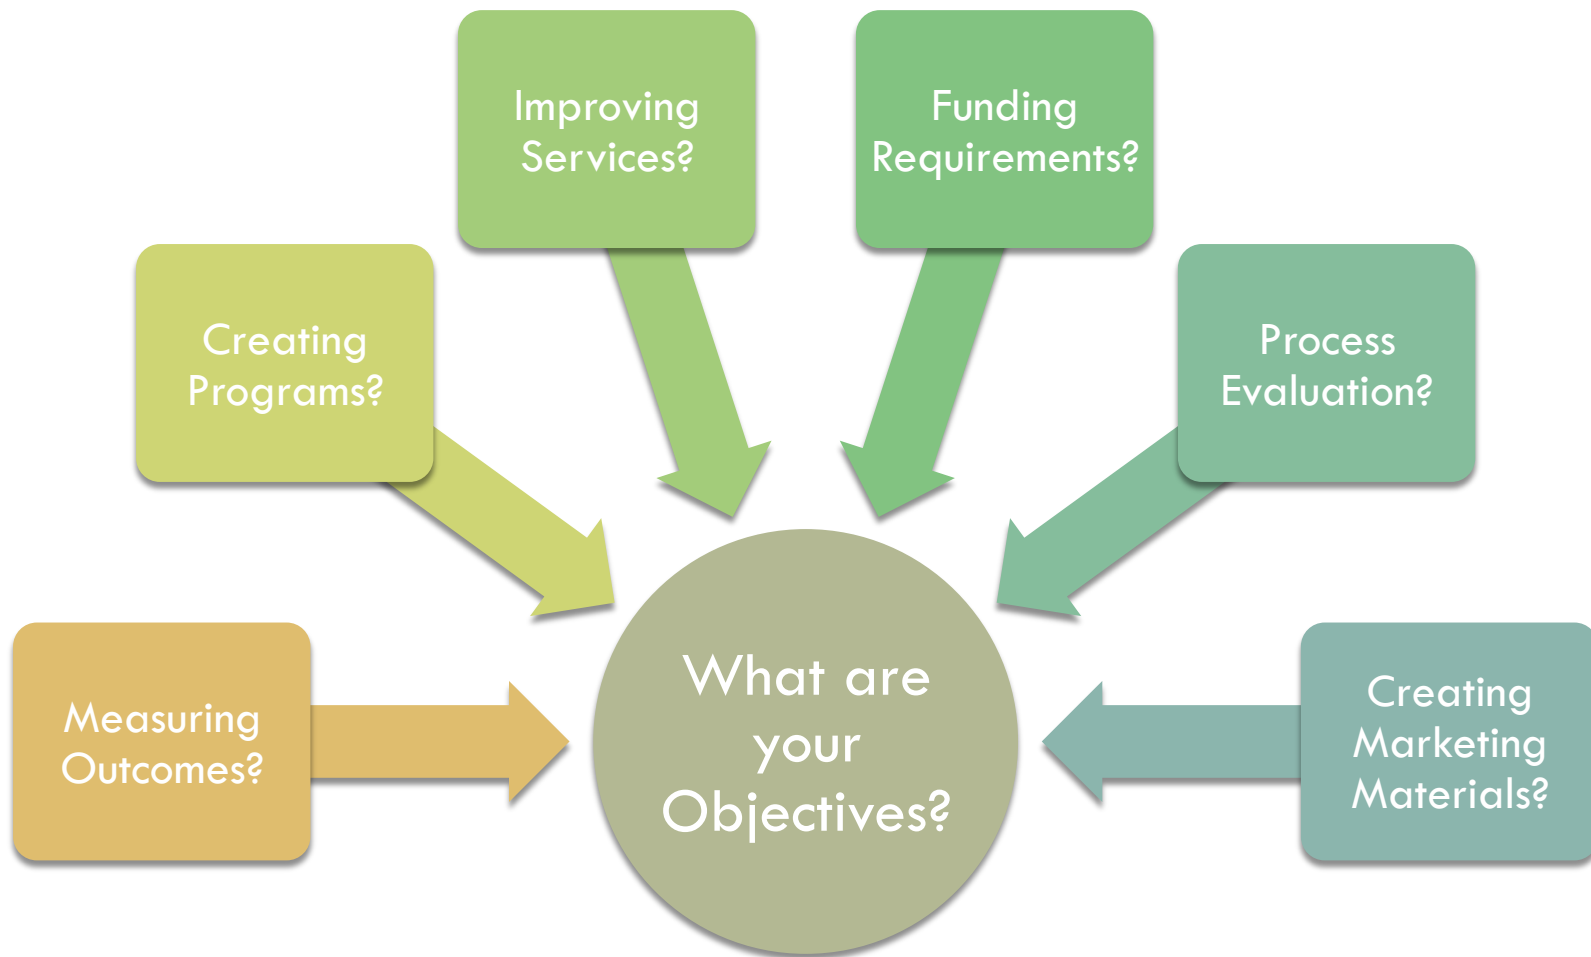 Improving
Services?
Funding
Requirements?
Creating
Programs?
Process
Evaluation?
Measuring
Outcomes?
What are
your
Objectives?
Creating
Marketing
Materials?